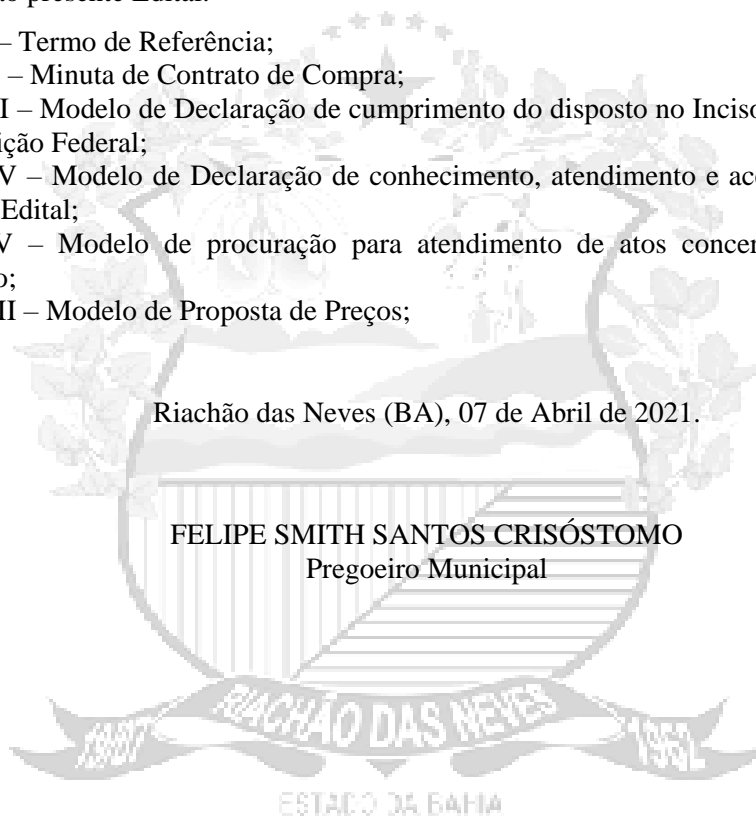 presente Edital:
– Termo de Referência;
– Minuta de Contrato de Compra;
I – Modelo de Declaração de cumprimento do disposto no Inciso
ição Federal;
V – Modelo de Declaração de conhecimento, atendimento e ac
Edital;
V – Modelo de procuração para atendimento de atos concer
o;
II – Modelo de Proposta de Preços;
Riachão das Neves (BA), 07 de Abril de 2021.
FELIPE SMITH SANTOS CRISÓSTOMO
Pregoeiro Municipal
RIACHÃO DAS NEVES
1962
ESTADO DA BAHIA